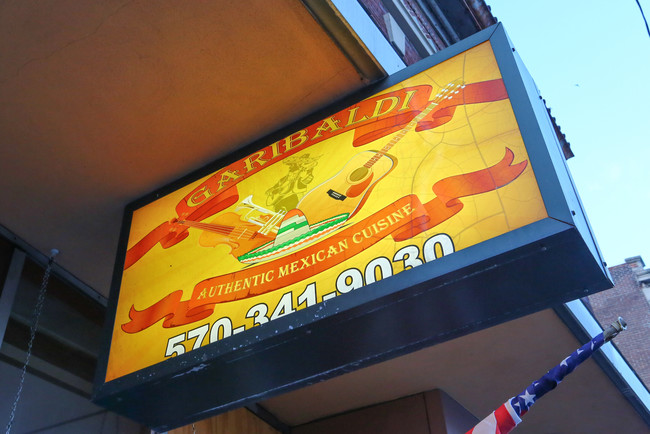 GARIBALDI
AUTHENTIC MEXICAN CUISINE
570-341-9030